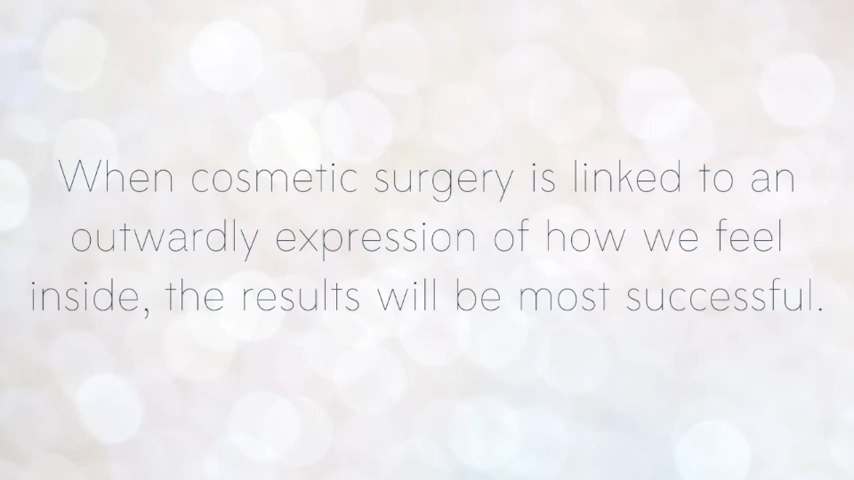 When cosmetic surgery is linked to an
outwardly expression of how we feel
inside, the results will be most successful.